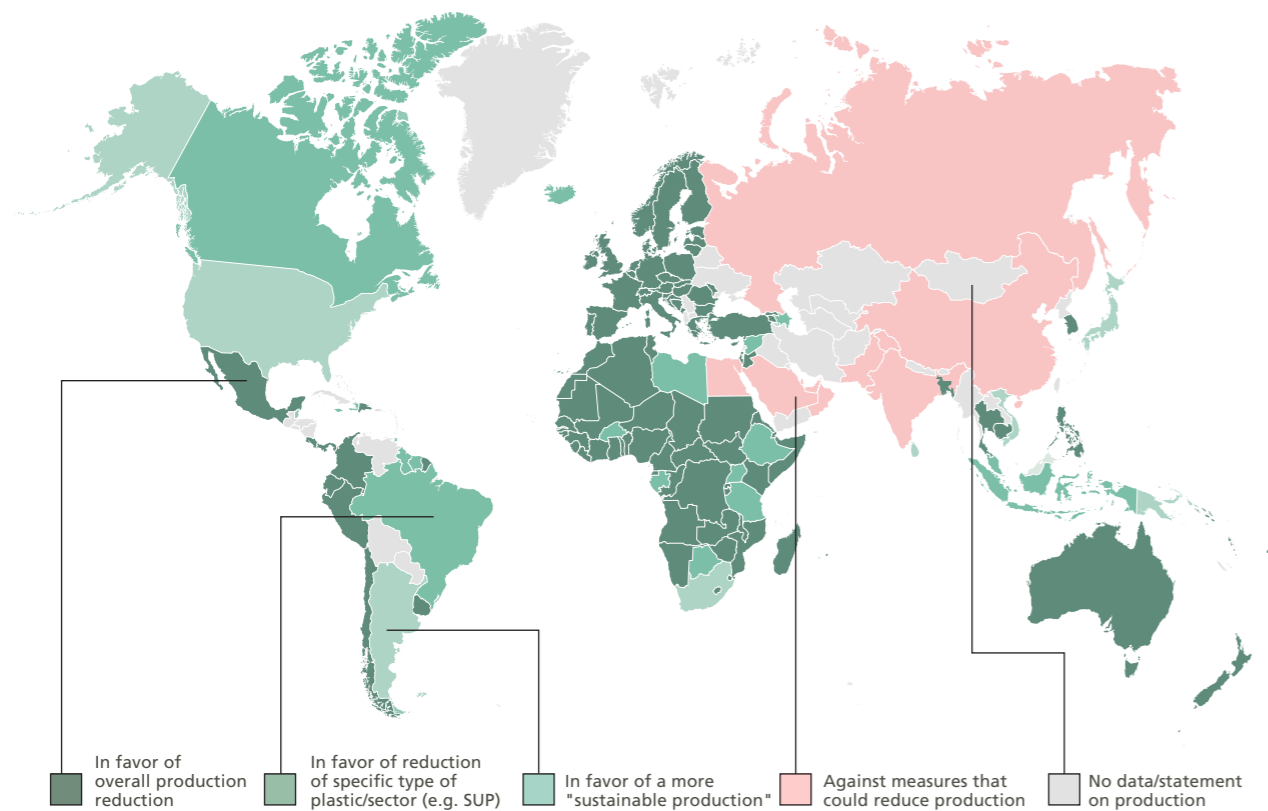 In favor of
overall production
reduction
In favor of reduction
of specific type of
plastic/sector (e.g. SUP)
In favor of a more
"sustainable production"
Against measures that
could reduce production
No data/statement
on production